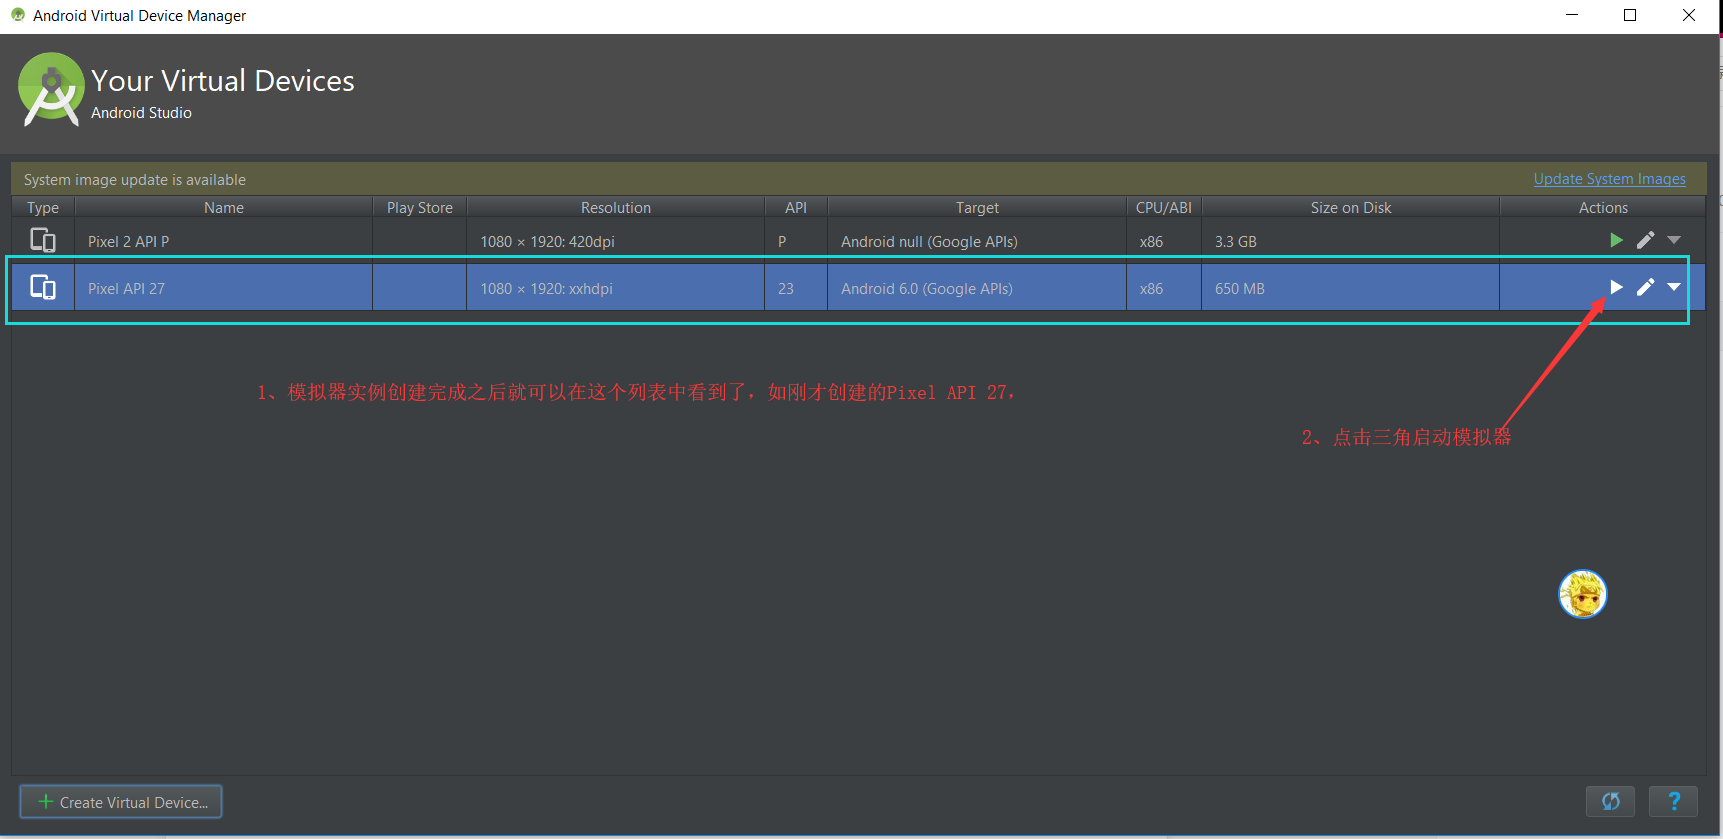 Android Virtual Device Manager
Your Virtual Devices
Android Studio
System image update is available Update System Images
Type Name Play Store Resolution API Target CPU/ABI Size on Disk Actions
Pixel 2 API P 1080 × 1920: 420dpi P Android null (Google APIs) x86 3.3 GB
Pixel API 27 1080 × 1920: xxhdpi 23 Android 6.0 (Google APIs) x86 650 MB
1、模拟器实例创建完成之后就可以在这个列表中看到了，如刚才创建的Pixel API 27，
2、点击三角启动模拟器
+ Create Virtual Device... ?